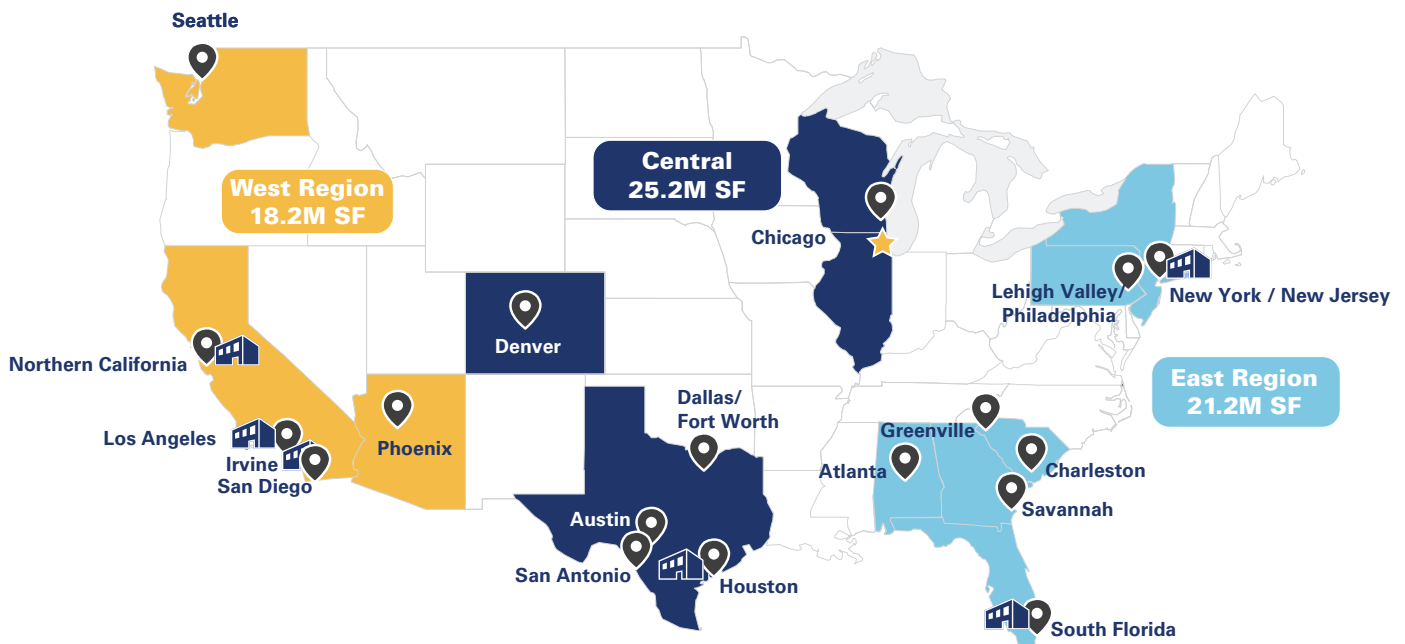 Seattle
West Region
18.2M SF
Central
25.2M SF
Chicago
Lehigh Valley/
Philadelphia
New York / New Jersey
Denver
Northern California
East Region
21.2M SF
Dallas/
Fort Worth
Los Angeles
Phoenix
Irvine
San Diego
Greenville
Atlanta
Charleston
Savannah
Austin
San Antonio
Houston
South Florida